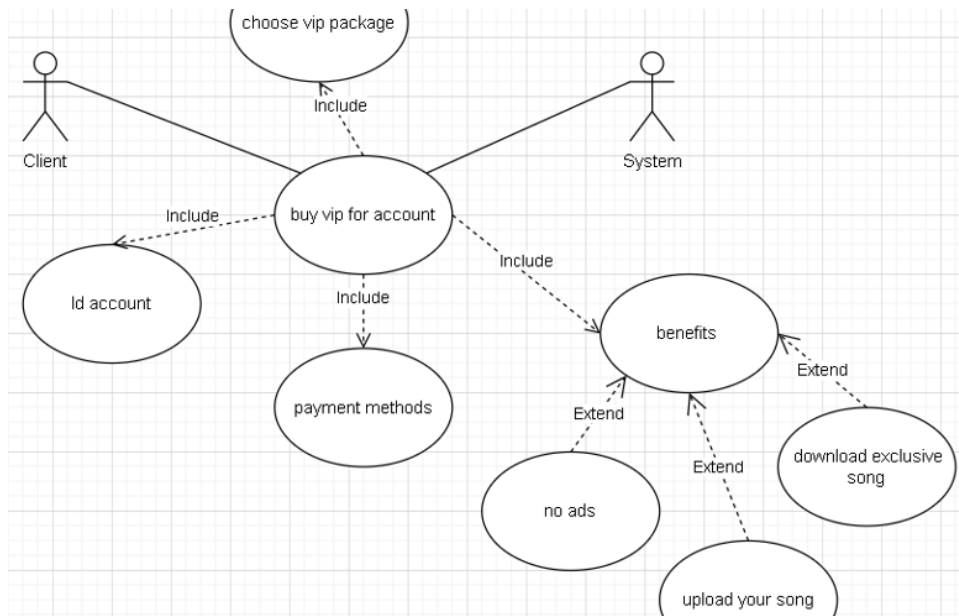 choose vip package
Include
Client
System
buy vip for account
Include
Include
Include
Id account
benefits
payment methods
Extend
Extend
download exclusive
song
Extend
no ads
upload your song